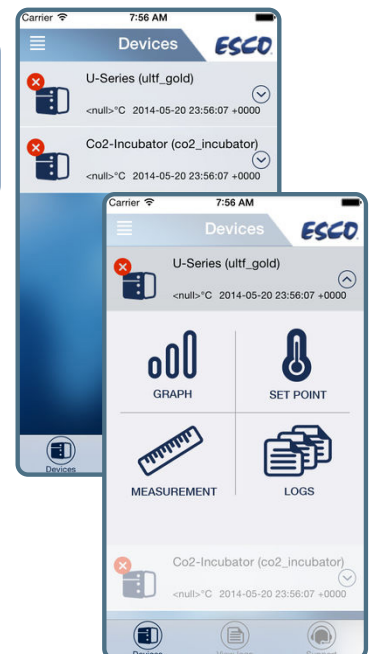 Carrier 7:56 AM
Devices ESCO
U-Series (ultf_gold)
<null>°C 2014-05-20 23:56:07 +0000
Co2-Incubator (co2_incubator)
<null>°C 2014-05-20 23:56:07 +0000
Devices
Carrier 7:56 AM
Devices ESCO
U-Series (ultf_gold)
<null>°C 2014-05-20 23:56:07 +0000
GRAPH SET POINT
MEASUREMENT LOGS
Co2-Incubator (co2_incubator)
<null>°C 2014-05-20 23:56:07 +0000
Devices Support